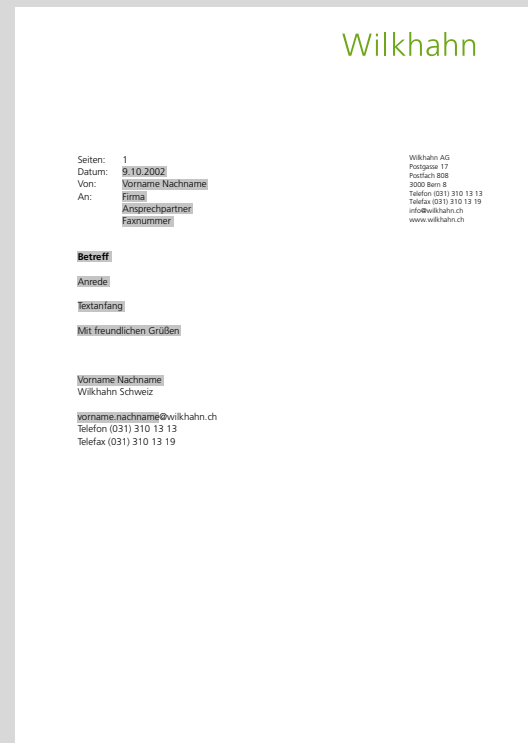 Wilkhahn
Seiten: 1
Datum: 9.10.2002
Von: Vorname Nachname
An: Firma
Ansprechpartner
Faxnummer
Wilkhahn AG
Postgasse 17
Postfach 808
3000 Bern 8
Telefon (031) 310 13 13
Telefax (031) 310 13 19
info@wilkhahn.ch
www.wilkhahn.ch
Betreff
Anrede
Textanfang
Mit freundlichen Grüßen
Vorname Nachname
Wilkhahn Schweiz
vorname.nachname@wilkhahn.ch
Telefon (031) 310 13 13
Telefax (031) 310 13 19